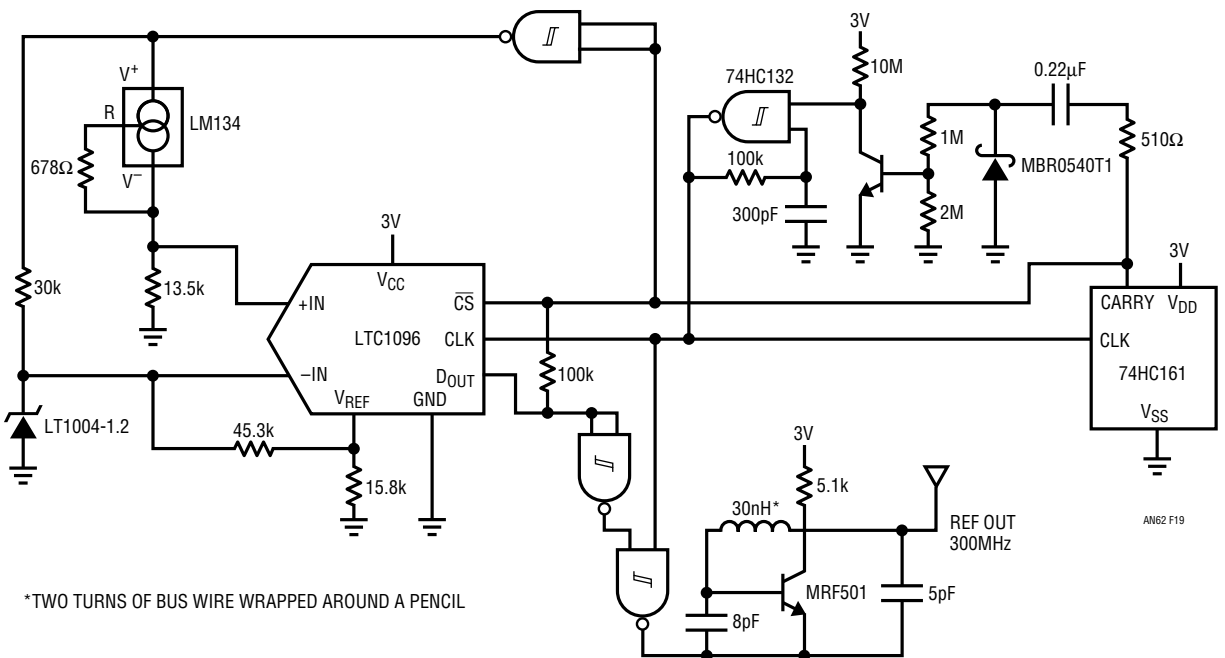 3V
10M
74HC132
0.22µF
V+
R
LM134
678Ω
V−
1M
510Ω
MBR0540T1
100k
300pF
2M
3V
30k
13.5k
VCC
+IN
CS
LTC1096
CLK
−IN
DOUT
VREF
GND
100k
3V
CARRY
VDD
CLK
74HC161
VSS
LT1004-1.2
45.3k
15.8k
3V
5.1k
30nH*
REF OUT
300MHz
AN62 F19
MRF501
5pF
8pF
*TWO TURNS OF BUS WIRE WRAPPED AROUND A PENCIL